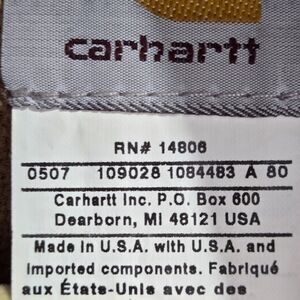 carhartt
RN# 14806
0507 109028 1084483 A 80
Carhartt Inc. P.O. Box 600
Dearborn, MI 48121 USA
Made in U.S.A. with U.S.A. and
imported components. Fabriqué
aux États-Unis avec des